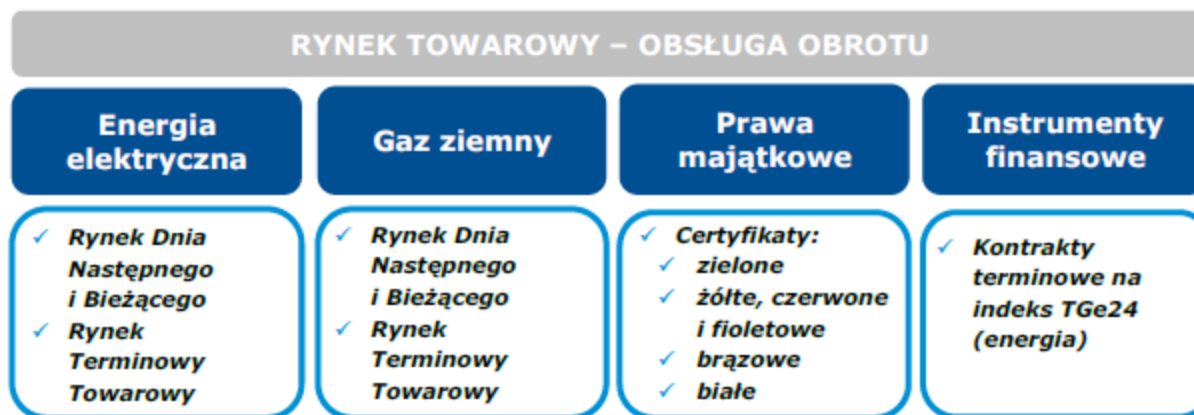 RYNEK TOWAROWY – OBSŁUGA OBROTU
Energia
elektryczna
Gaz ziemny
Prawa
majątkowe
Instrumenty
finansowe
✓ Rynek Dnia
Następnego
i Bieżącego
✓ Rynek
Terminowy
Towarowy
✓ Rynek Dnia
Następnego
i Bieżącego
✓ Rynek
Terminowy
Towarowy
✓ Certyfikaty:
✓ zielone
✓ żółte, czerwone
i fioletowe
✓ brązowe
✓ białe
✓ Kontrakty
terminowe na
indeks TGe24
(energia)